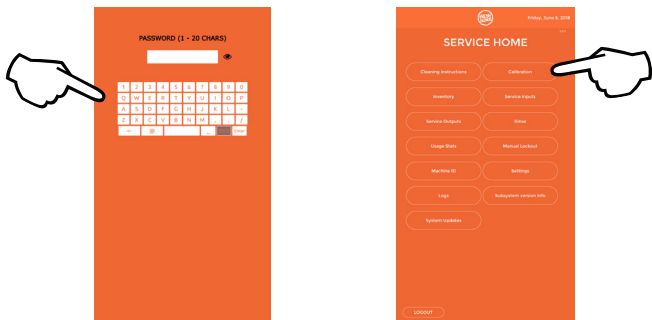 PASSWORD (1 - 20 CHARS)
1 2 3 4 5 6 7 8 9 0
Q W E R T Y U I O P
A S D F G H J K L -
Z X C V B N M , . /
@ _ Enter
Friday, June 8, 2018
SERVICE HOME
Cleaning Instructions Calibration
Inventory Service Inputs
Service Outputs Rinse
Usage Stats Manual Lockout
Machine ID Settings
Logs Subsystem version info
System Updates
LOGOUT